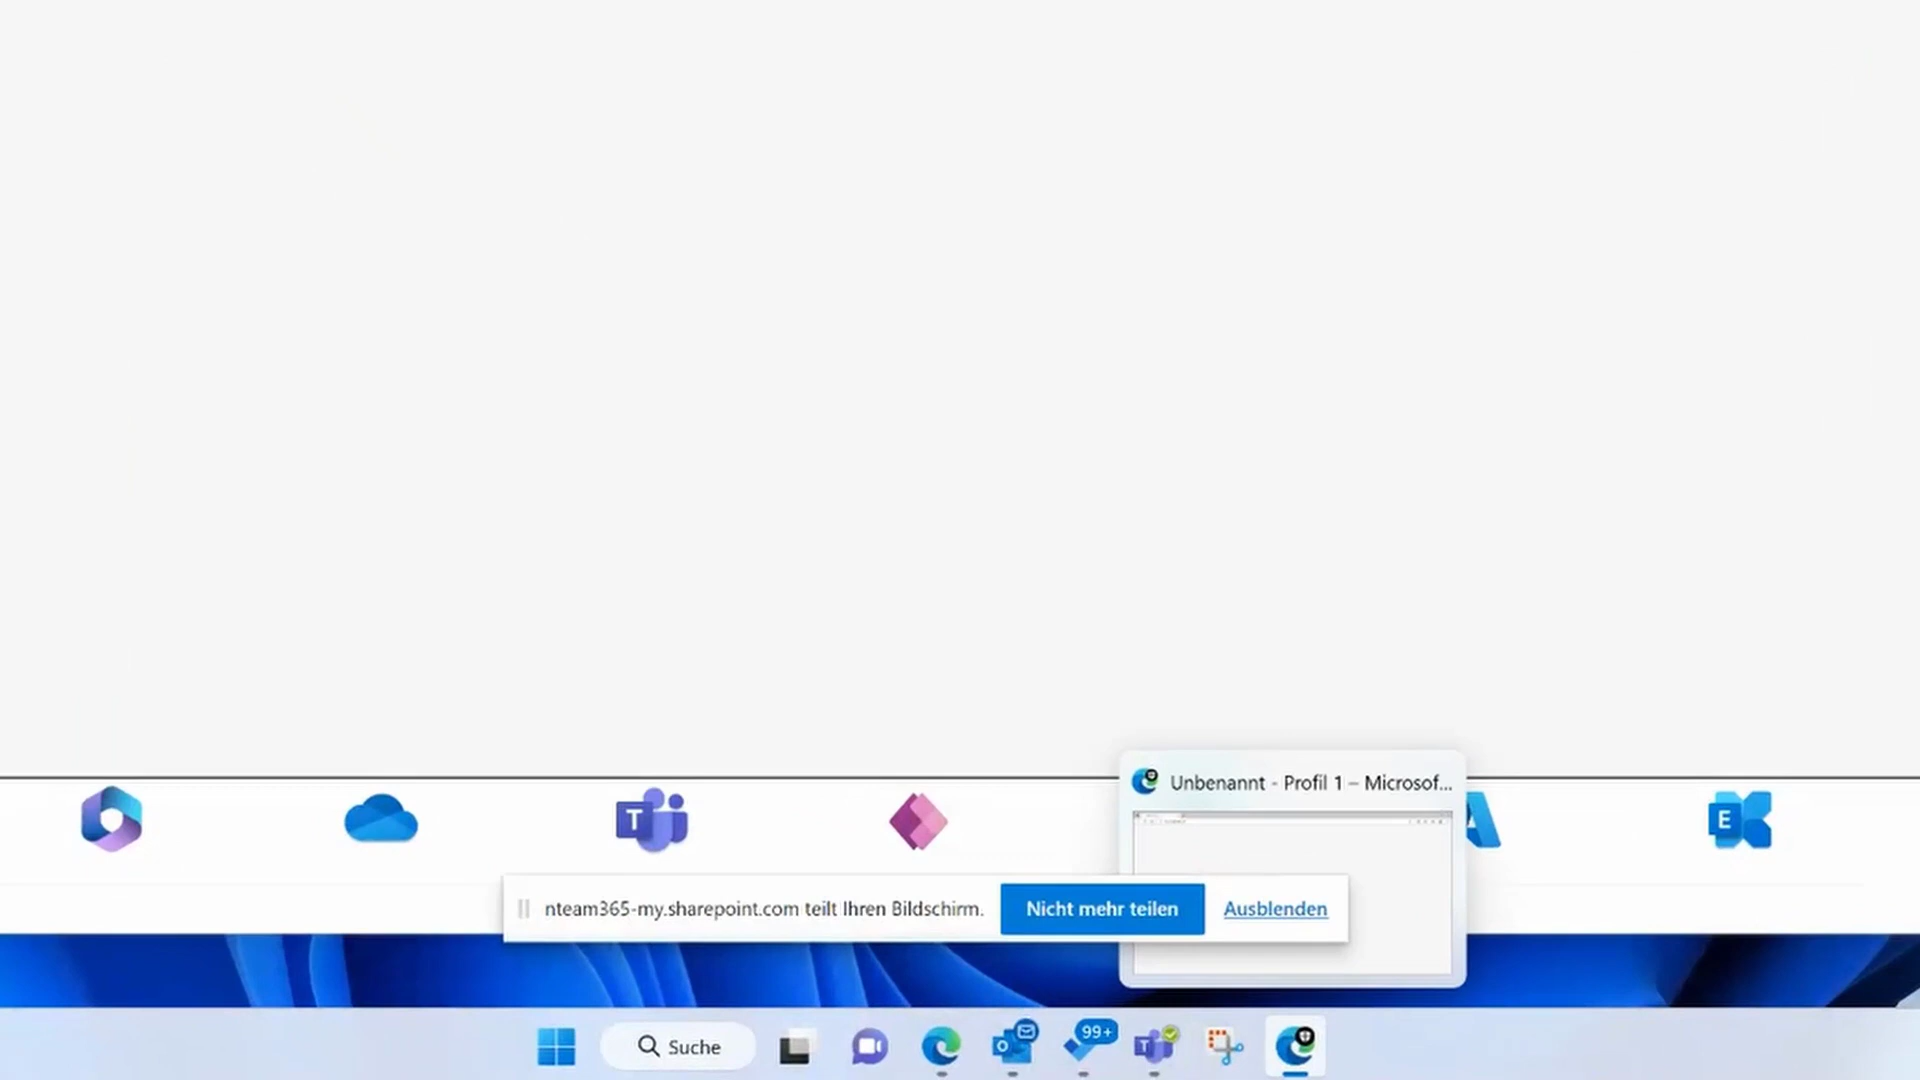 Unbenannt - Profil 1 – Microsof...
T
E
nteam365-my.sharepoint.com teilt Ihren Bildschirm.
Nicht mehr teilen
Ausblenden
Suche
O
99+
T